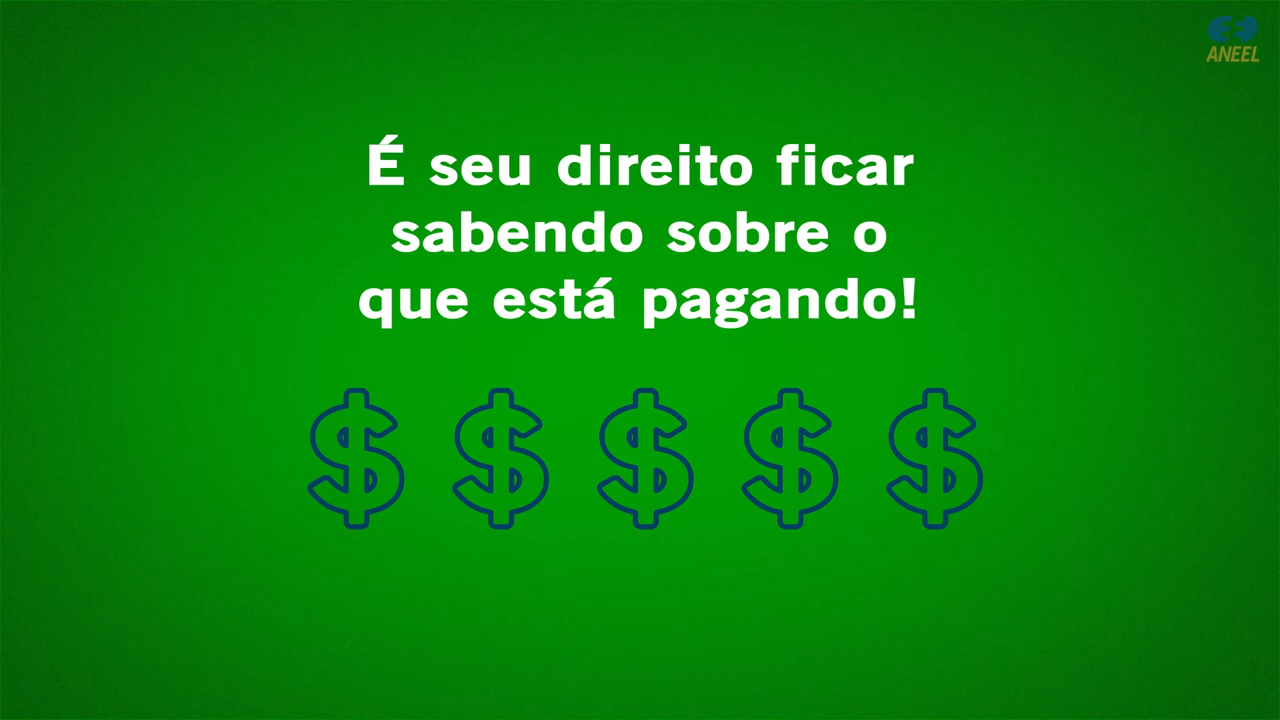 ANEEL
É seu direito ficar
sabendo sobre o
que está pagando!
$ $ $ $ $